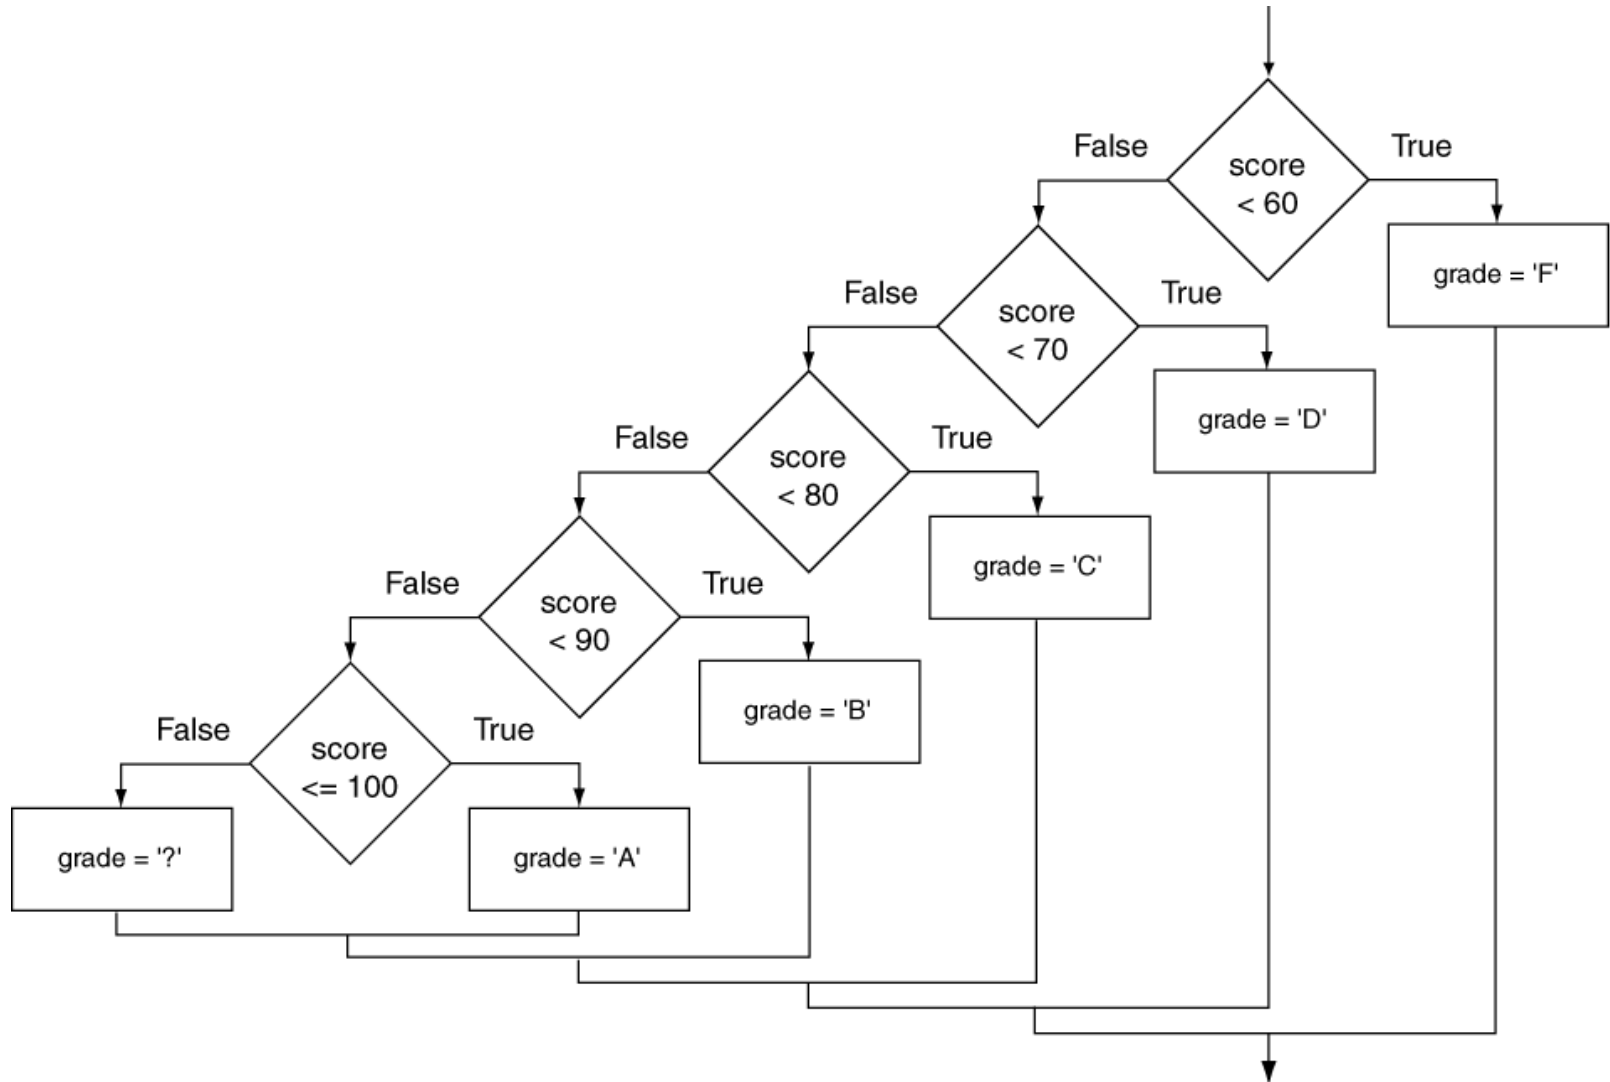 False
True
score
< 60
grade = 'F'
False
True
score
< 70
grade = 'D'
False
True
score
< 80
grade = 'C'
False
True
score
< 90
grade = 'B'
False
True
score
<= 100
grade = '?'
grade = 'A'